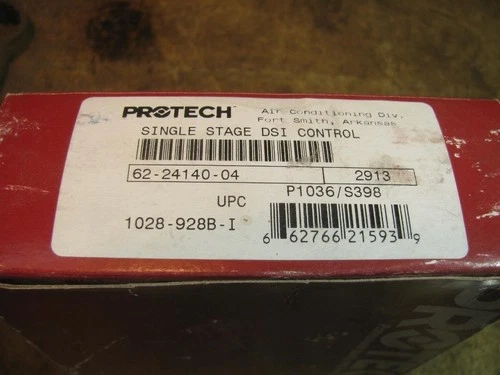 PROTECH Air Conditioning Div.
Fort Smith, Arkansas
SINGLE STAGE DSI CONTROL
62-24140-04 2913
P1036/S398
UPC
1028-928B-I
6 62766 21593 9